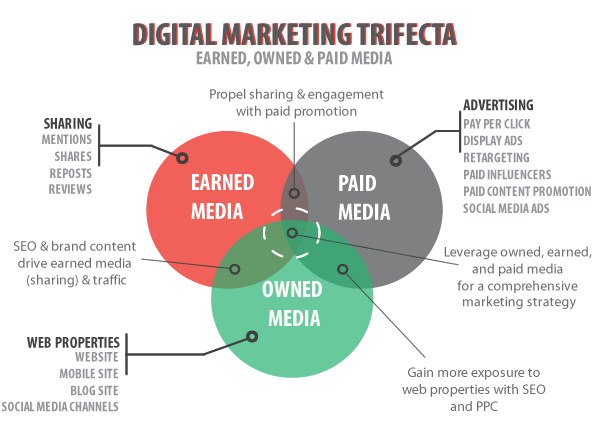 DIGITAL MARKETING TRIFECTA
EARNED, OWNED & PAID MEDIA
Propel sharing & engagement
with paid promotion
SHARING
MENTIONS
SHARES
REPOSTS
REVIEWS
ADVERTISING
PAY PER CLICK
DISPLAY ADS
RETARGETING
PAID INFLUENCERS
PAID CONTENT PROMOTION
SOCIAL MEDIA ADS
EARNED
MEDIA
PAID
MEDIA
SEO & brand content
drive earned media
(sharing) & traffic
Leverage owned, earned,
and paid media
for a comprehensive
marketing strategy
OWNED
MEDIA
WEB PROPERTIES
WEBSITE
MOBILE SITE
BLOG SITE
SOCIAL MEDIA CHANNELS
Gain more exposure to
web properties with SEO
and PPC